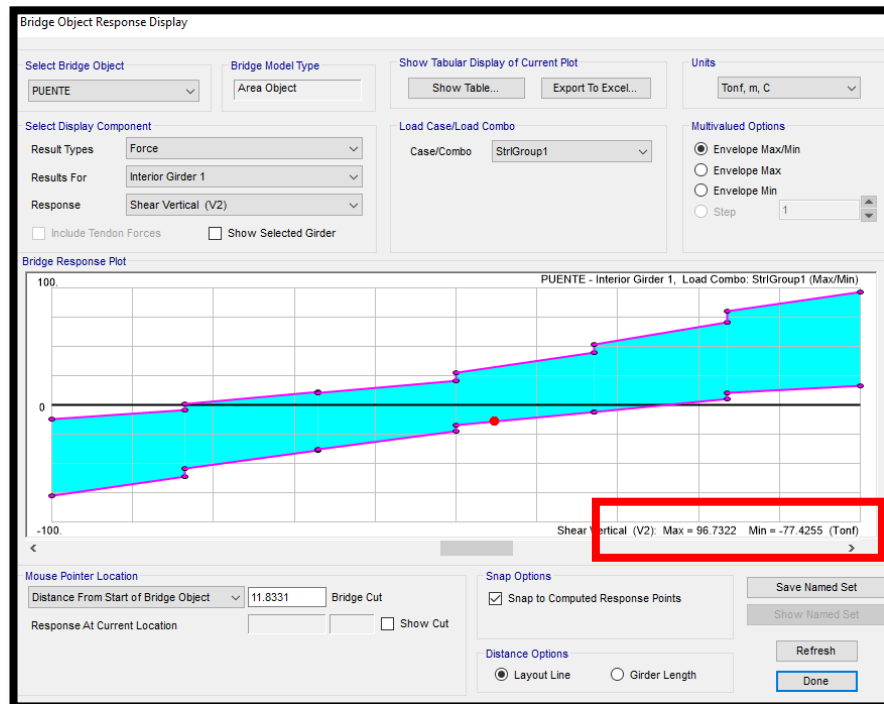 Bridge Object Response Display
Select Bridge Object
PUENTE
Bridge Model Type
Area Object
Show Tabular Display of Current Plot
Show Table...
Export To Excel...
Units
Tonf, m, C
Select Display Component
Result Types
Force
Results For
Interior Girder 1
Response
Shear Vertical (V2)
Include Tendon Forces
Show Selected Girder
Load Case/Load Combo
Case/Combo
StrlGroup1
Multivalued Options
Envelope Max/Min
Envelope Max
Envelope Min
Step
1
Bridge Response Plot
100.
PUENTE - Interior Girder 1, Load Combo: StrlGroup1 (Max/Min)
0
-100.
Shear Vertical (V2): Max = 96.7322 Min = -77.4255 (Tonf)
Mouse Pointer Location
Distance From Start of Bridge Object
11.8331
Bridge Cut
Response At Current Location
Show Cut
Snap Options
Snap to Computed Response Points
Distance Options
Layout Line
Girder Length
Save Named Set
Show Named Set
Refresh
Done